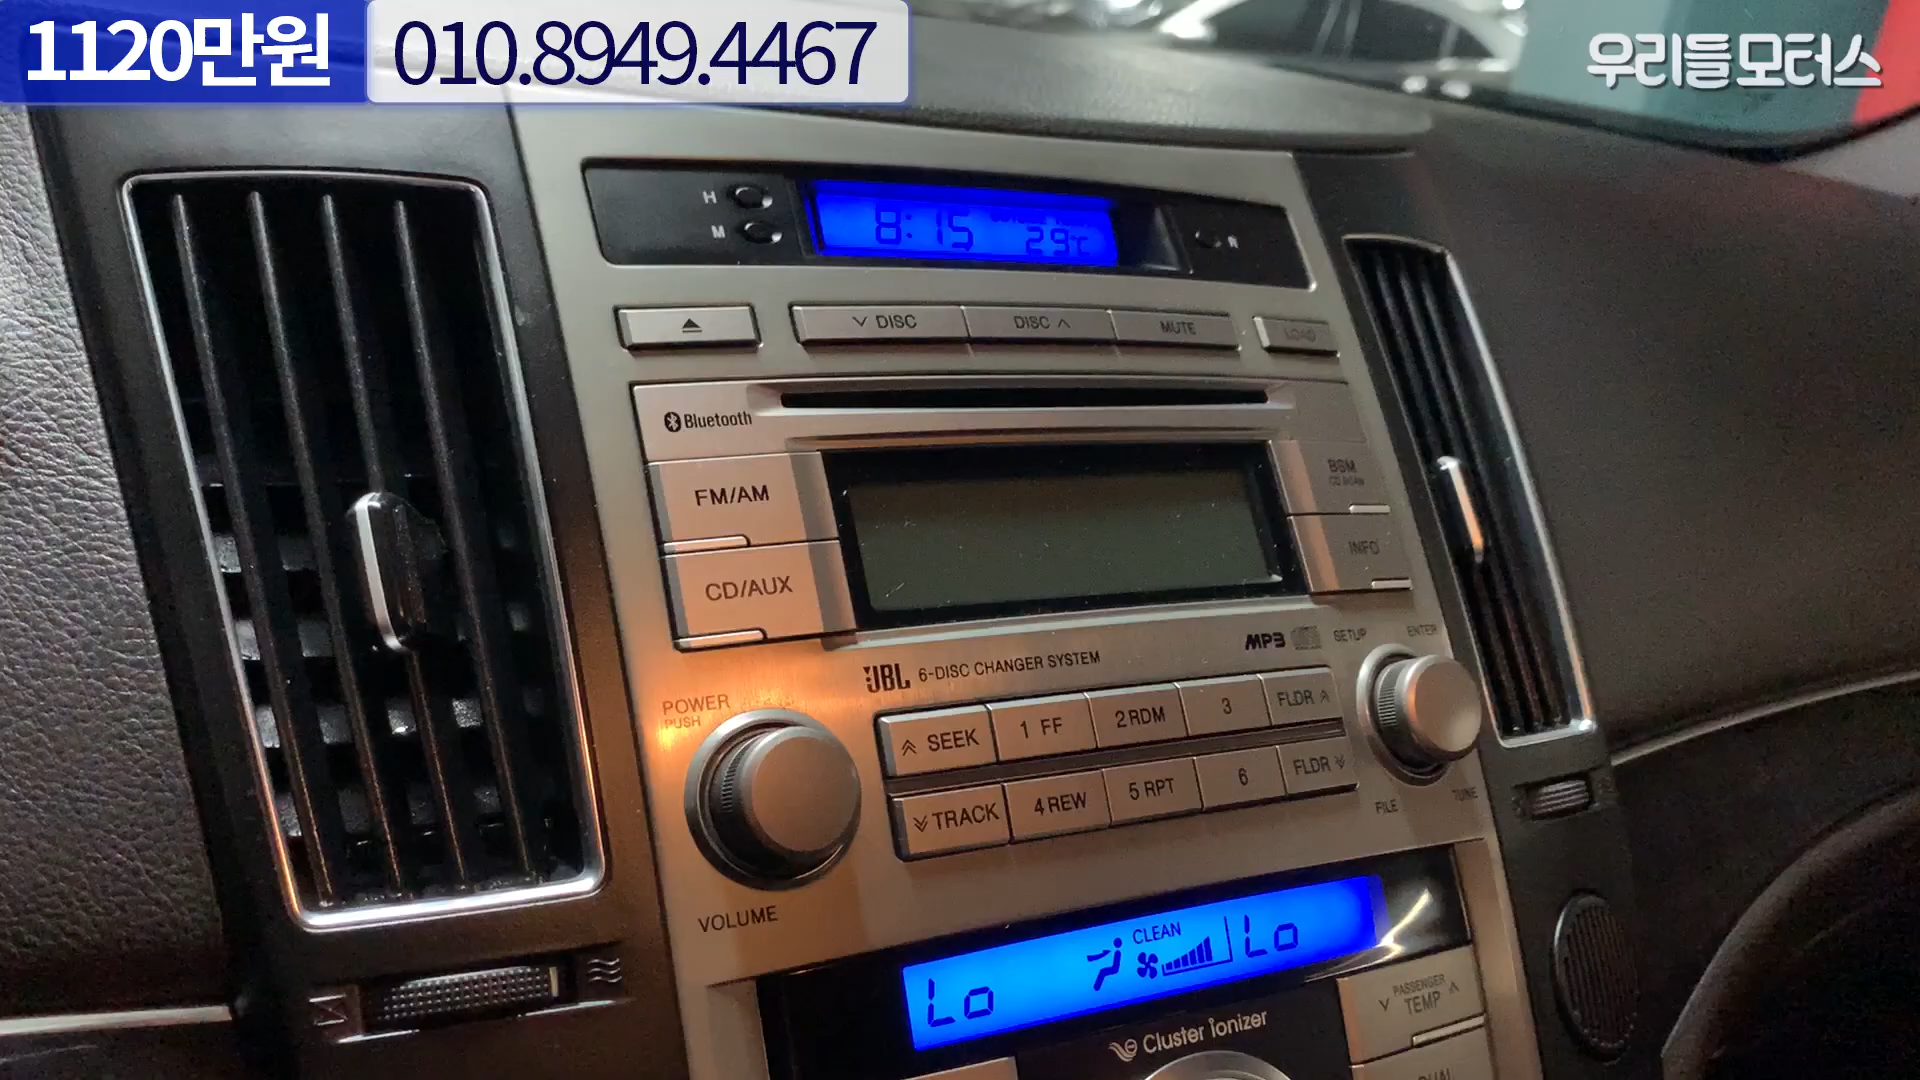 1120만원
010.8949.4467
우리들모터스
H
M
8:15 29℃
R
DISC
DISC
MUTE
LOAD
Bluetooth
FM/AM
BSM
CD/AUX
INFO
MP3
SETUP
ENTER
JBL 6-DISC CHANGER SYSTEM
POWER
PUSH
SEEK
1 FF
2 RDM
3
FLDR
TRACK
4 REW
5 RPT
6
FLDR
FILE
TUNE
VOLUME
CLEAN
Lo
Lo
PASSENGER
TEMP
Cluster ionizer
DUAL